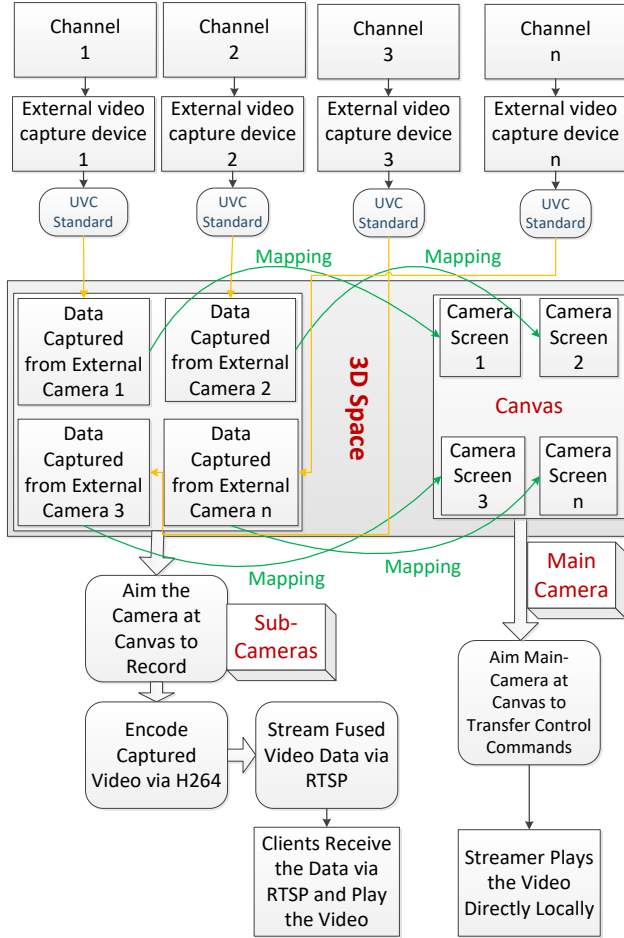 Channel
1
Channel
2
Channel
3
Channel
n
External video
capture device
1
External video
capture device
2
External video
capture device
3
External video
capture device
n
UVC
Standard
UVC
Standard
UVC
Standard
UVC
Standard
Mapping
Mapping
Data
Captured
from External
Camera 1
Data
Captured
from External
Camera 2
3D Space
Camera
Screen
1
Camera
Screen
2
Canvas
Data
Captured
from External
Camera 3
Data
Captured
from External
Camera n
Camera
Screen
3
Camera
Screen
n
Mapping
Mapping
Main
Camera
Aim the
Camera at
Canvas to
Record
Sub-
Cameras
Aim Main-
Camera at
Canvas to
Transfer Control
Commands
Encode
Captured
Video via H264
Stream Fused
Video Data via
RTSP
Clients Receive
the Data via
RTSP and Play
the Video
Streamer Plays
the Video
Directly Locally